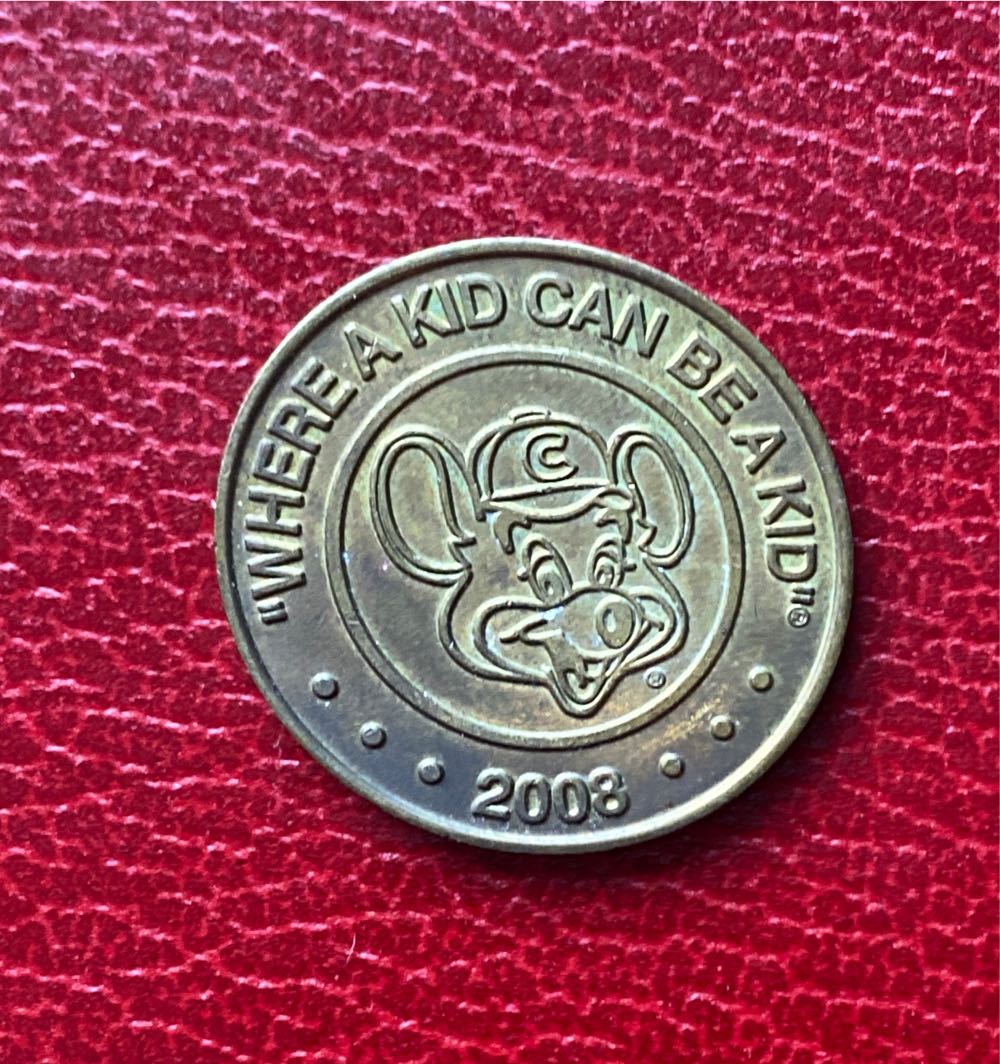 "WHERE A KID CAN BE A KID"®
C
®
2008